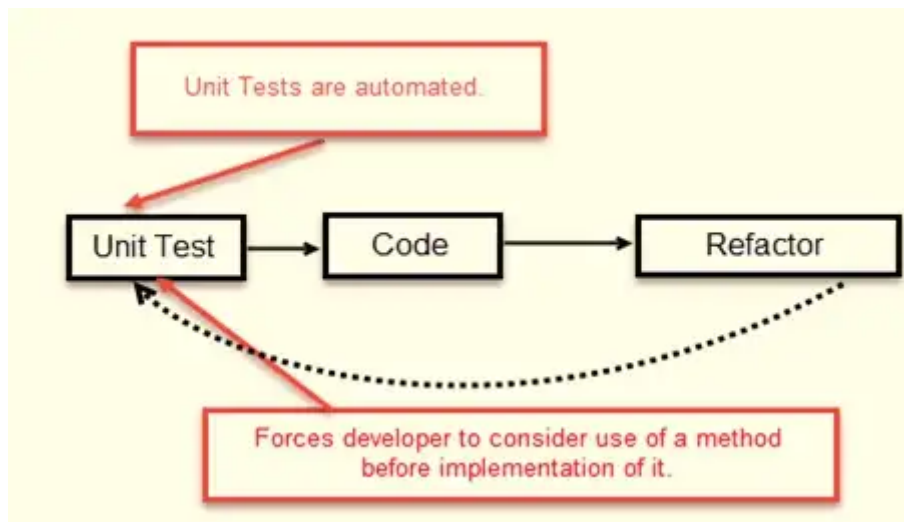 Unit Tests are automated.
Unit Test
Code
Refactor
Forces developer to consider use of a method
before implementation of it.